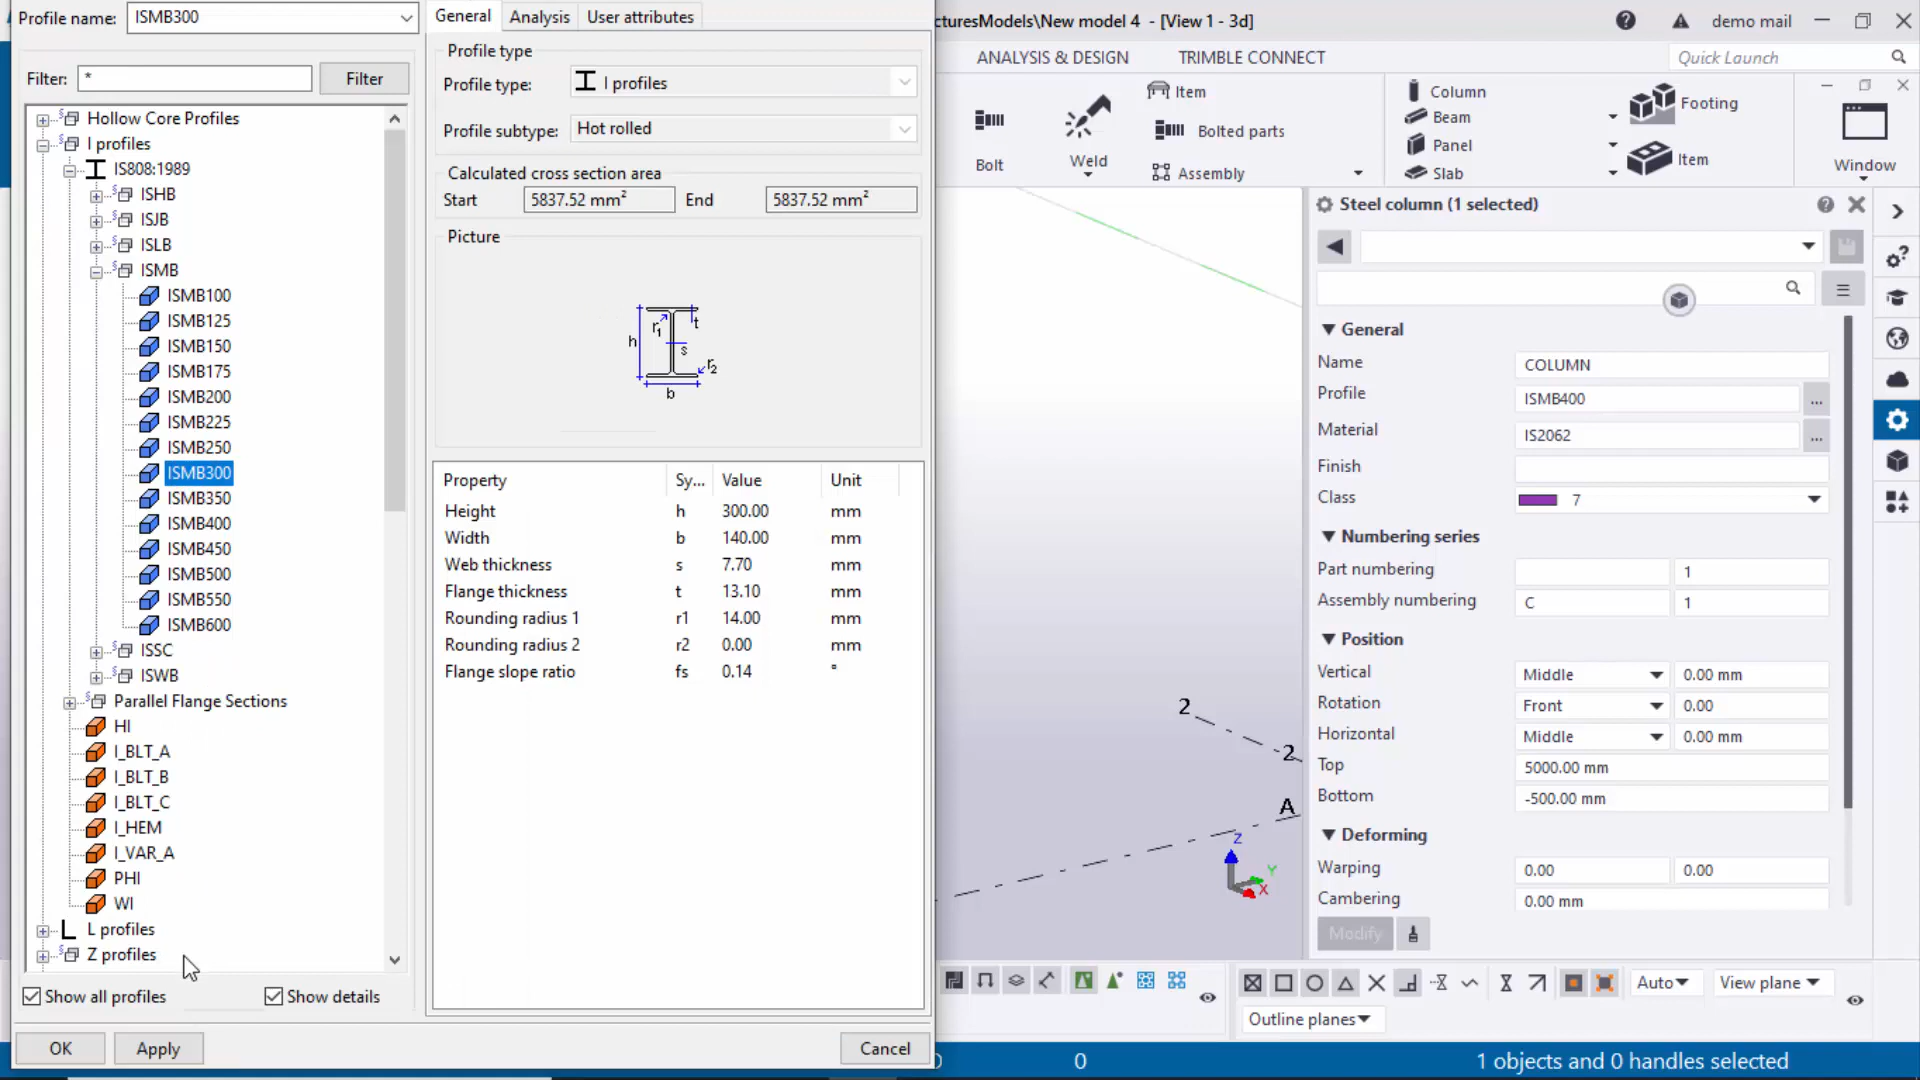 Profile name: ISMB300
Filter: * Filter
Hollow Core Profiles
I profiles
IS808:1989
ISHB
ISJB
ISLB
ISMB
ISMB100
ISMB125
ISMB150
ISMB175
ISMB200
ISMB225
ISMB250
ISMB300
ISMB350
ISMB400
ISMB450
ISMB500
ISMB550
ISMB600
ISSC
ISWB
Parallel Flange Sections
HI
I_BLT_A
I_BLT_B
I_BLT_C
I_HEM
I_VAR_A
PHI
WI
L profiles
Z profiles
Show all profiles Show details
OK Apply Cancel
General Analysis User attributes
Profile type
Profile type: I profiles
Profile subtype: Hot rolled
Calculated cross section area
Start 5837.52 mm² End 5837.52 mm²
Picture
h r1 t s r2 b
Property Sy... Value Unit
Height h 300.00 mm
Width b 140.00 mm
Web thickness s 7.70 mm
Flange thickness t 13.10 mm
Rounding radius 1 r1 14.00 mm
Rounding radius 2 r2 0.00 mm
Flange slope ratio fs 0.14 °
cturesModels\New model 4 - [View 1 - 3d]
demo mail
ANALYSIS & DESIGN TRIMBLE CONNECT
Quick Launch
Bolt
Weld
Item
Bolted parts
Assembly
Column
Beam
Panel
Slab
Footing
Item
Window
2
2
A
Z
Y
X
Steel column (1 selected)
General
Name COLUMN
Profile ISMB400 ...
Material IS2062 ...
Finish
Class 7
Numbering series
Part numbering 1
Assembly numbering C 1
Position
Vertical Middle 0.00 mm
Rotation Front 0.00
Horizontal Middle 0.00 mm
Top 5000.00 mm
Bottom -500.00 mm
Deforming
Warping 0.00 0.00
Cambering 0.00 mm
Modify
Auto View plane
Outline planes
0
1 objects and 0 handles selected